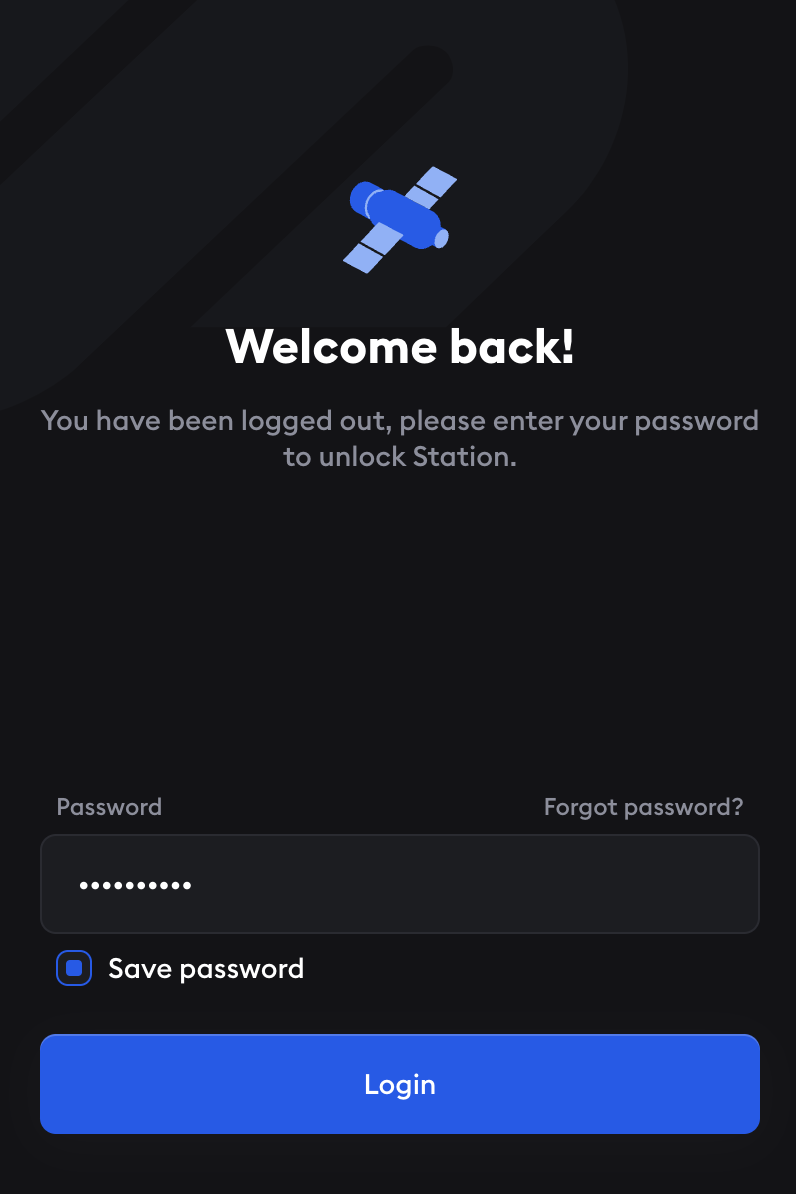 Welcome back!
You have been logged out, please enter your password
to unlock Station.
Password
Forgot password?
••••••••••
Save password
Login